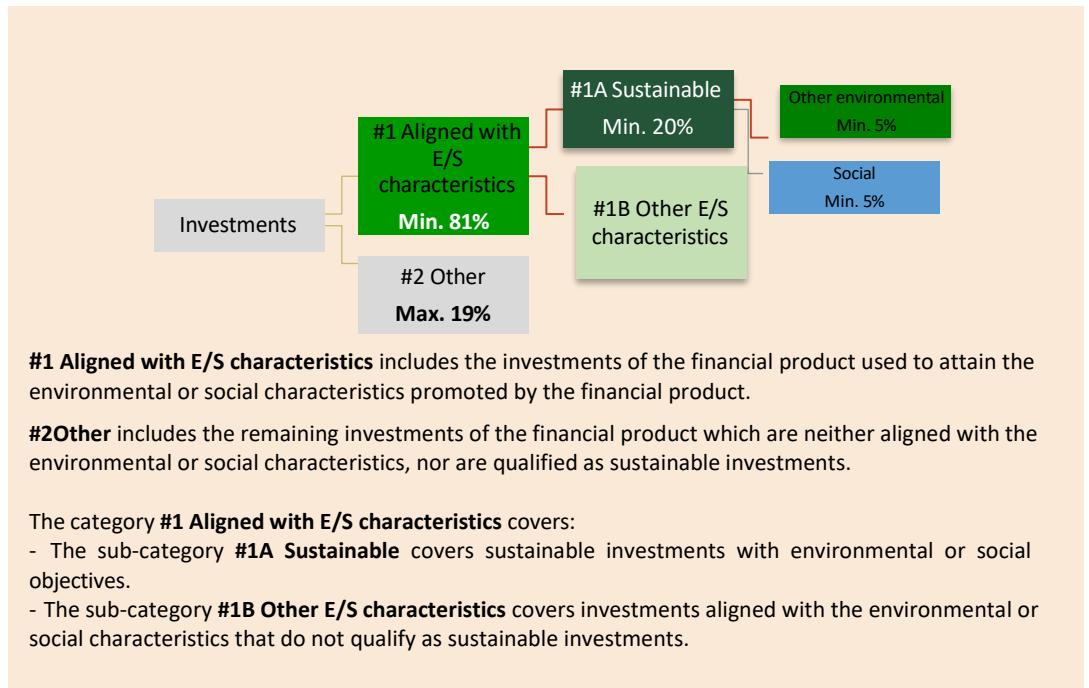 #1A Sustainable
Min. 20%
Other environmental
Min. 5%
#1 Aligned with
E/S
characteristics
Min. 81%
Social
Min. 5%
Investments
#1B Other E/S
characteristics
#2 Other
Max. 19%
#1 Aligned with E/S characteristics includes the investments of the financial product used to attain the
environmental or social characteristics promoted by the financial product.
#2Other includes the remaining investments of the financial product which are neither aligned with the
environmental or social characteristics, nor are qualified as sustainable investments.
The category #1 Aligned with E/S characteristics covers:
- The sub-category #1A Sustainable covers sustainable investments with environmental or social
objectives.
- The sub-category #1B Other E/S characteristics covers investments aligned with the environmental or
social characteristics that do not qualify as sustainable investments.